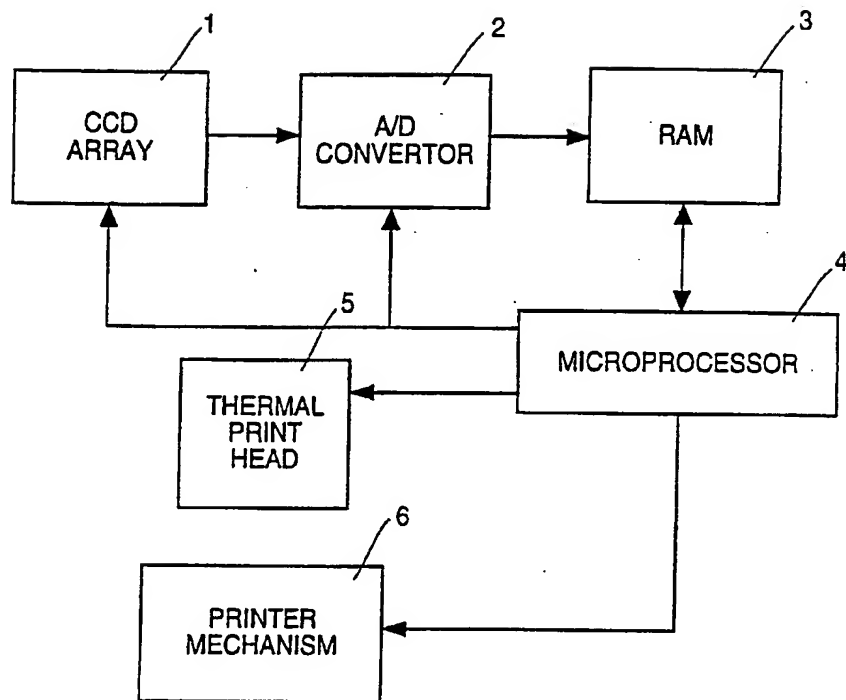 1
2
3
CCD
ARRAY
A/D
CONVERTOR
RAM
4
MICROPROCESSOR
5
THERMAL
PRINT
HEAD
6
PRINTER
MECHANISM